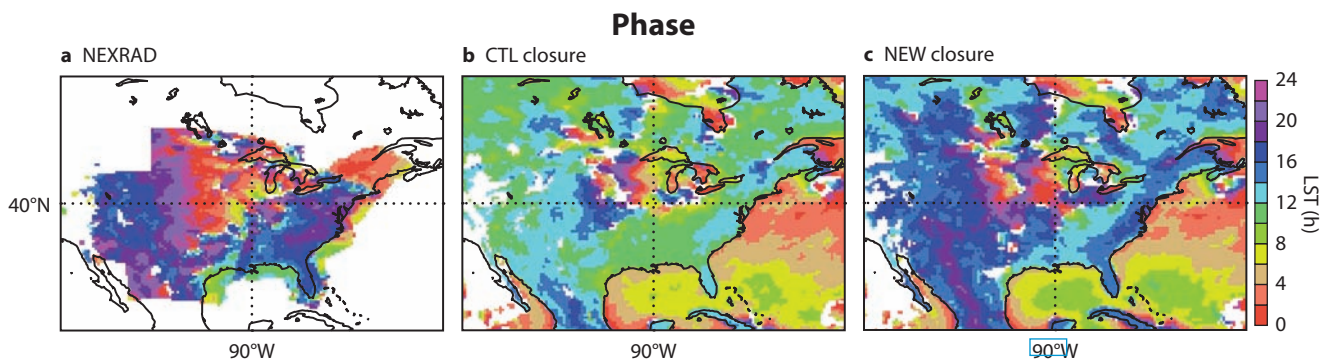 Phase
a NEXRAD
b CTL closure
c NEW closure
24
20
16
12
8
4
0
LST (h)
40°N
90°W
90°W
90°W